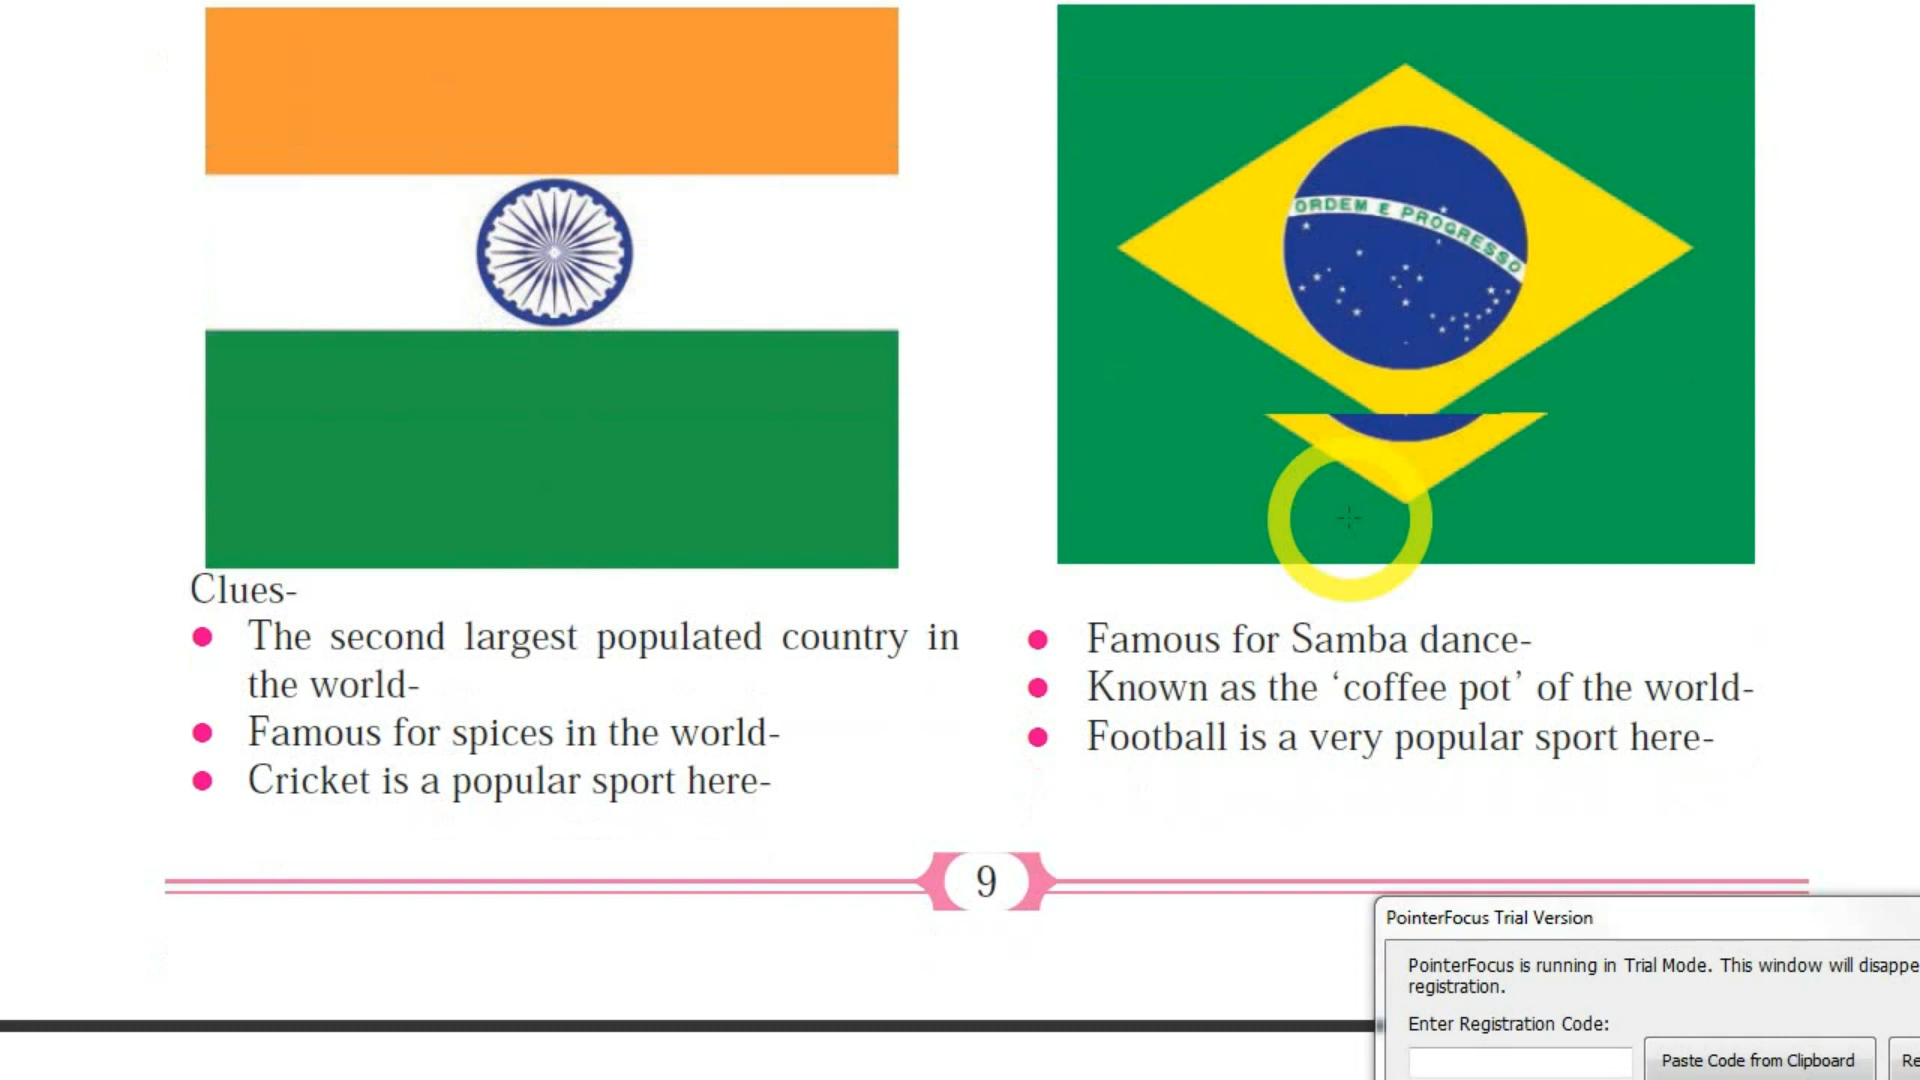 ORDEM E PROGRESSO
Clues-
The second largest populated country in
the world-
Famous for spices in the world-
Cricket is a popular sport here-
Famous for Samba dance-
Known as the ‘coffee pot’ of the world-
Football is a very popular sport here-
9
PointerFocus Trial Version
PointerFocus is running in Trial Mode. This window will disappe
registration.
Enter Registration Code:
Paste Code from Clipboard
Re